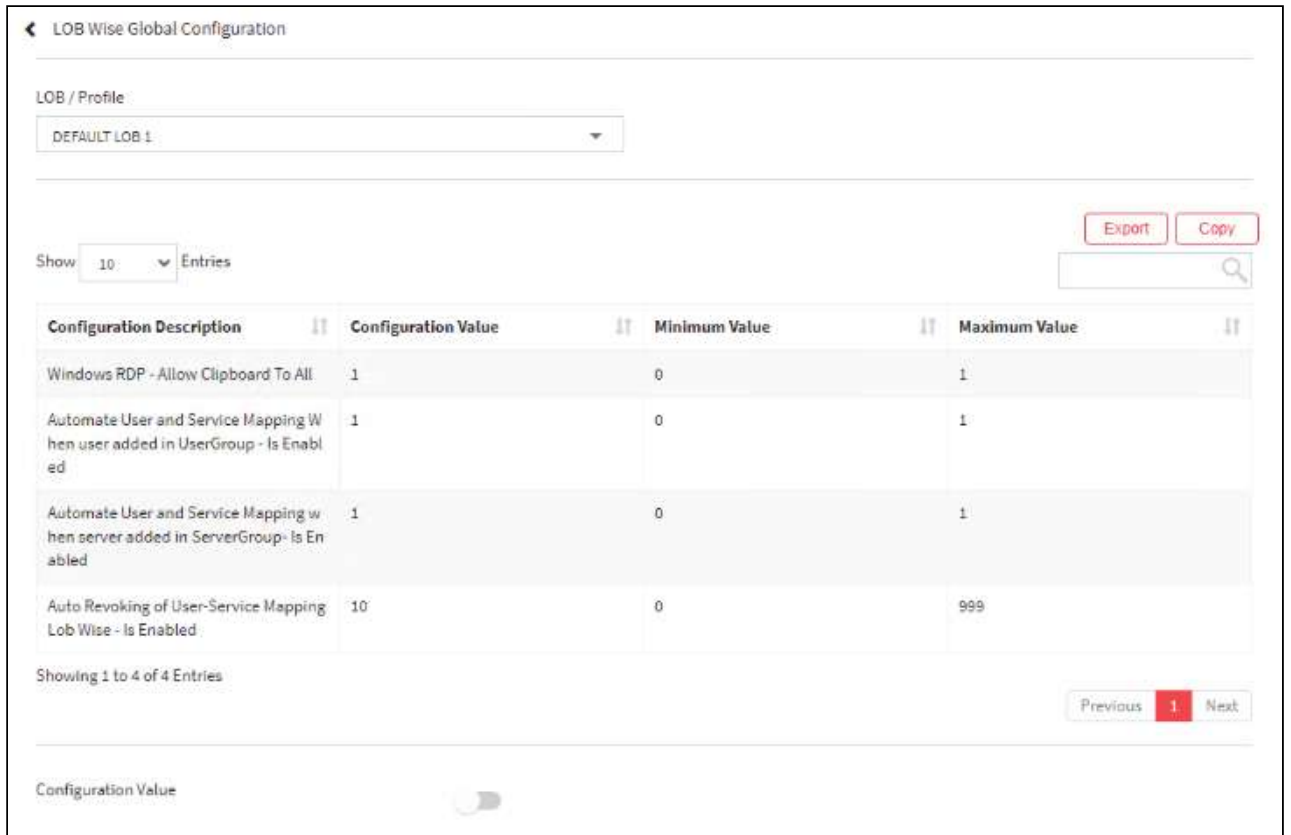 LOB Wise Global Configuration
LOB / Profile
DEFAULT LOB 1
Export Copy
Show 10 Entries
Configuration Description Configuration Value Minimum Value Maximum Value
Windows RDP - Allow Clipboard To All 1 0 1
Automate User and Service Mapping W 1 0 1
hen user added in UserGroup - Is Enabl
ed
Automate User and Service Mapping w 1 0 1
hen server added in ServerGroup- Is En
abled
Auto Revoking of User-Service Mapping 10 0 999
Lob Wise - Is Enabled
Showing 1 to 4 of 4 Entries
Previous 1 Next
Configuration Value